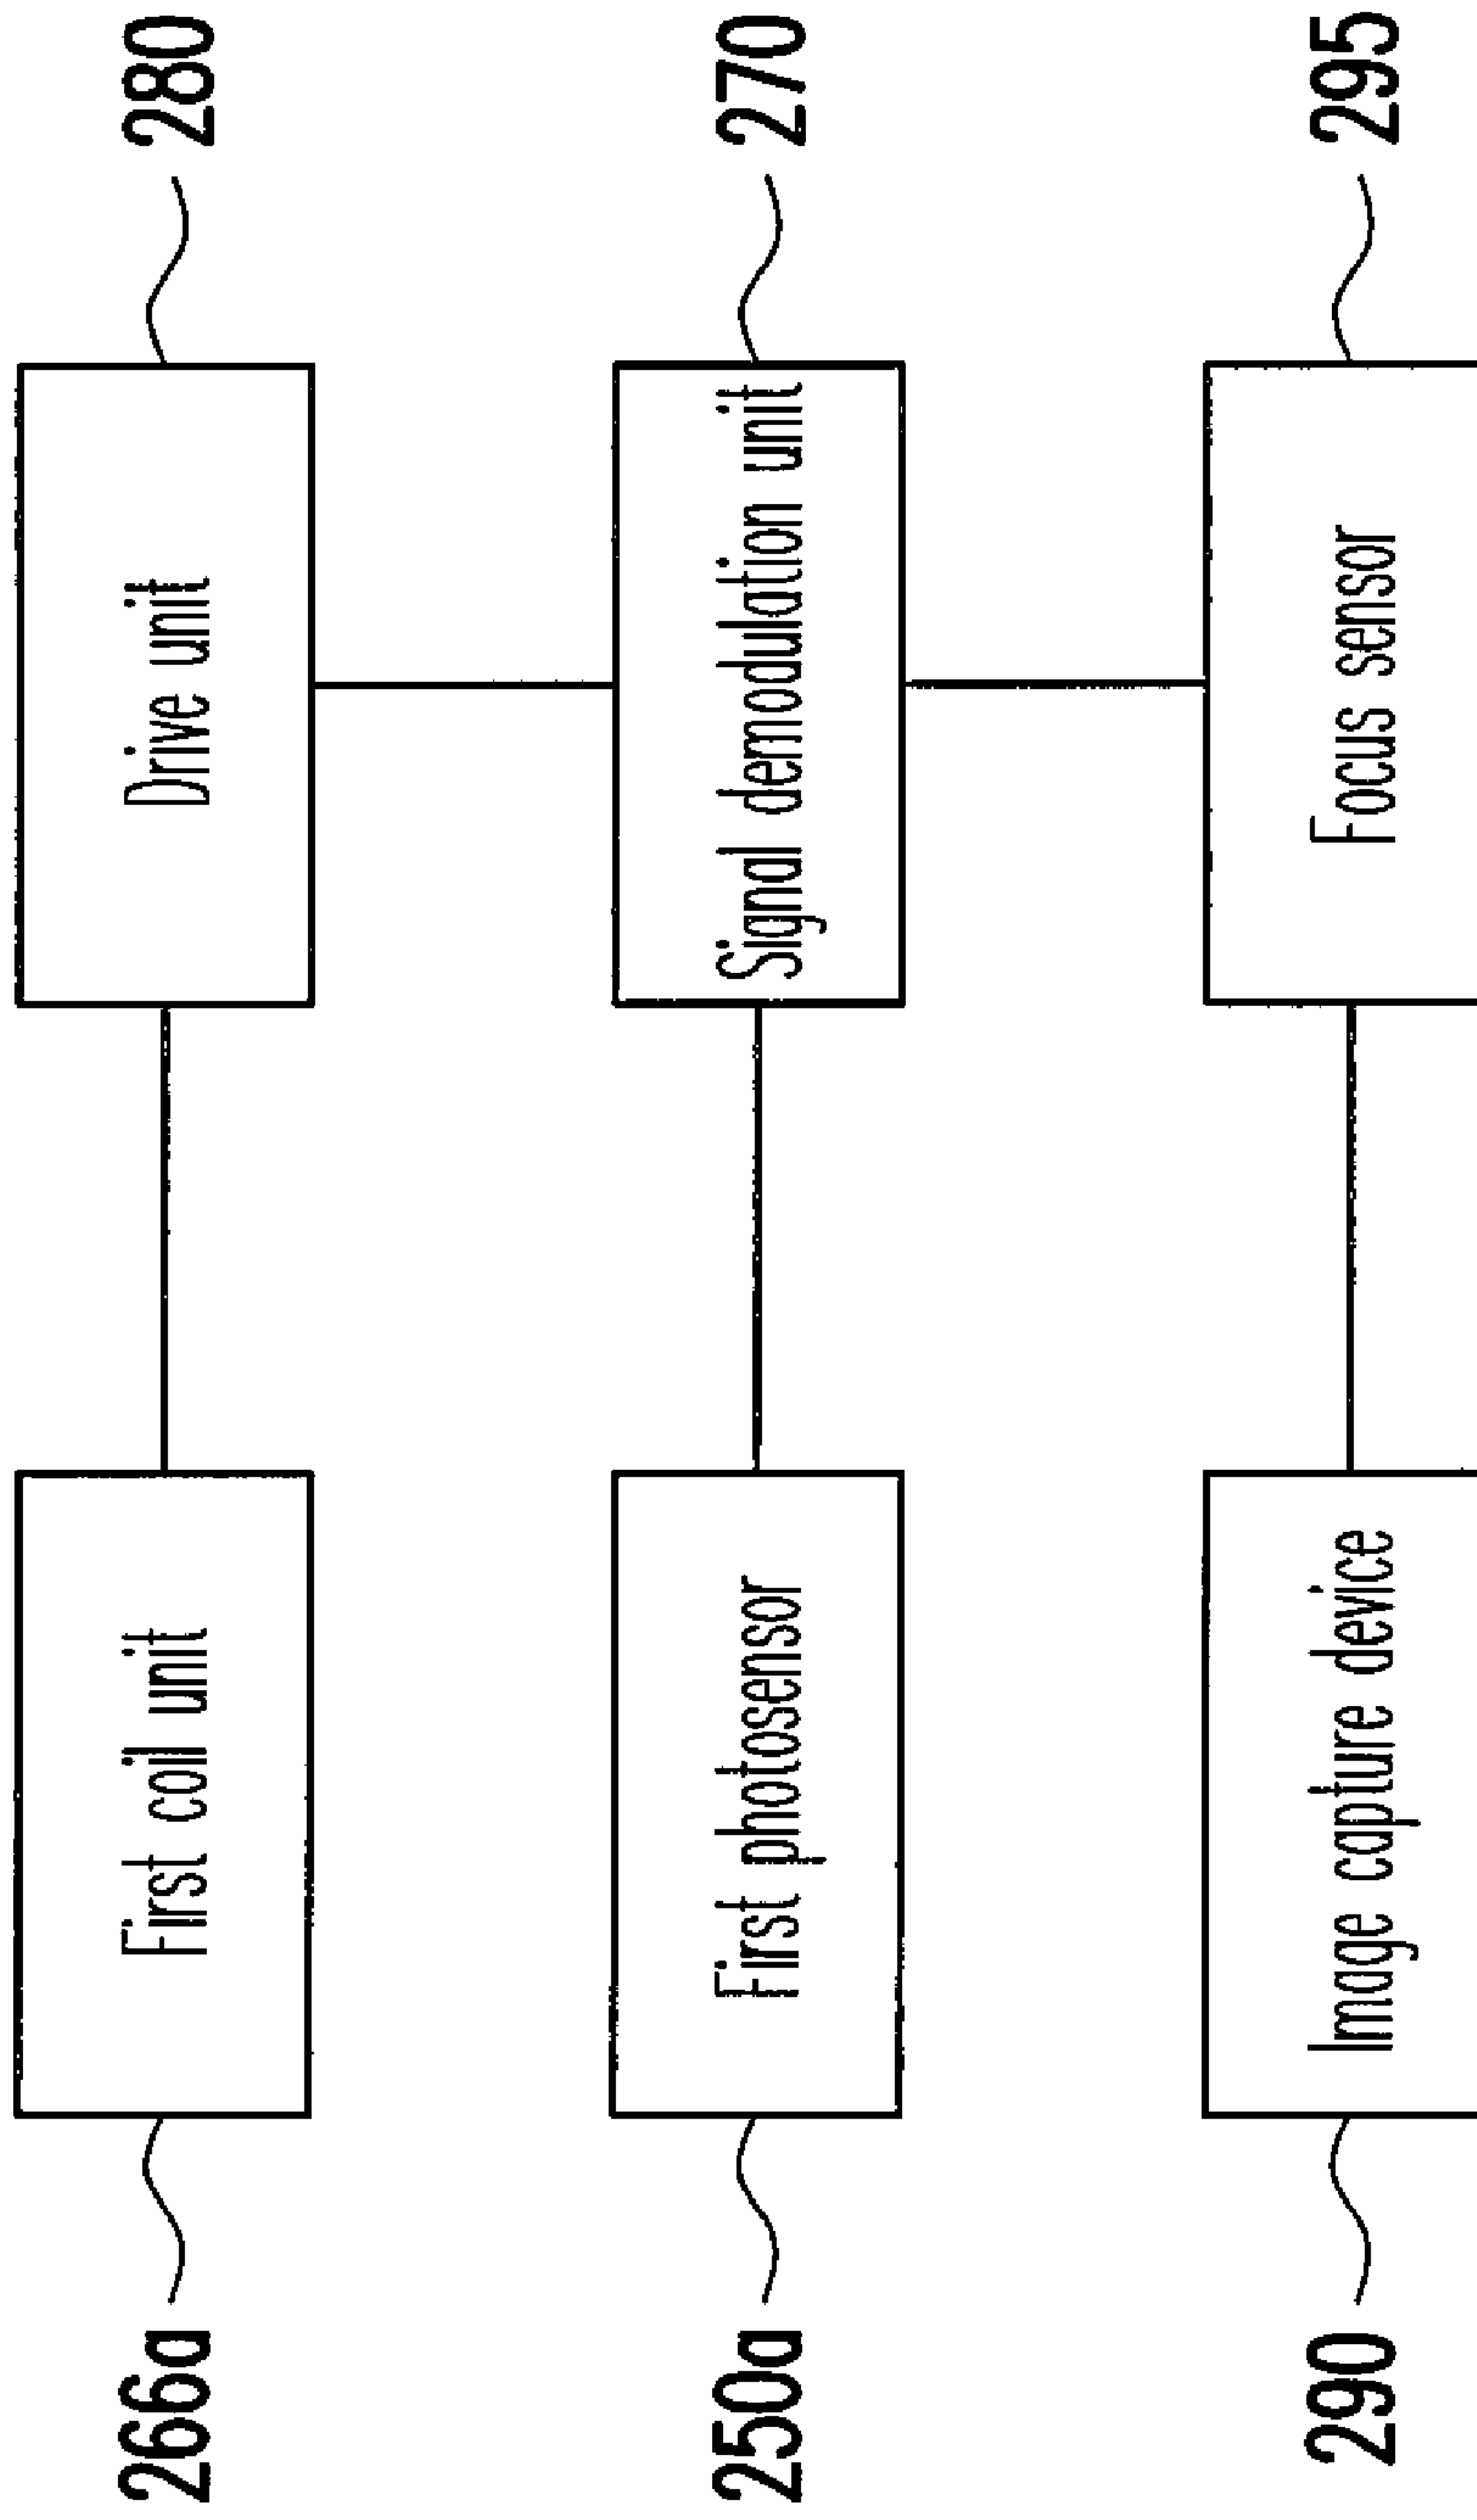 266a
First coil unit
Drive unit
280
250a
First photosensor
Signal demodulation unit
270
290
Image capture device
Focus sensor
295